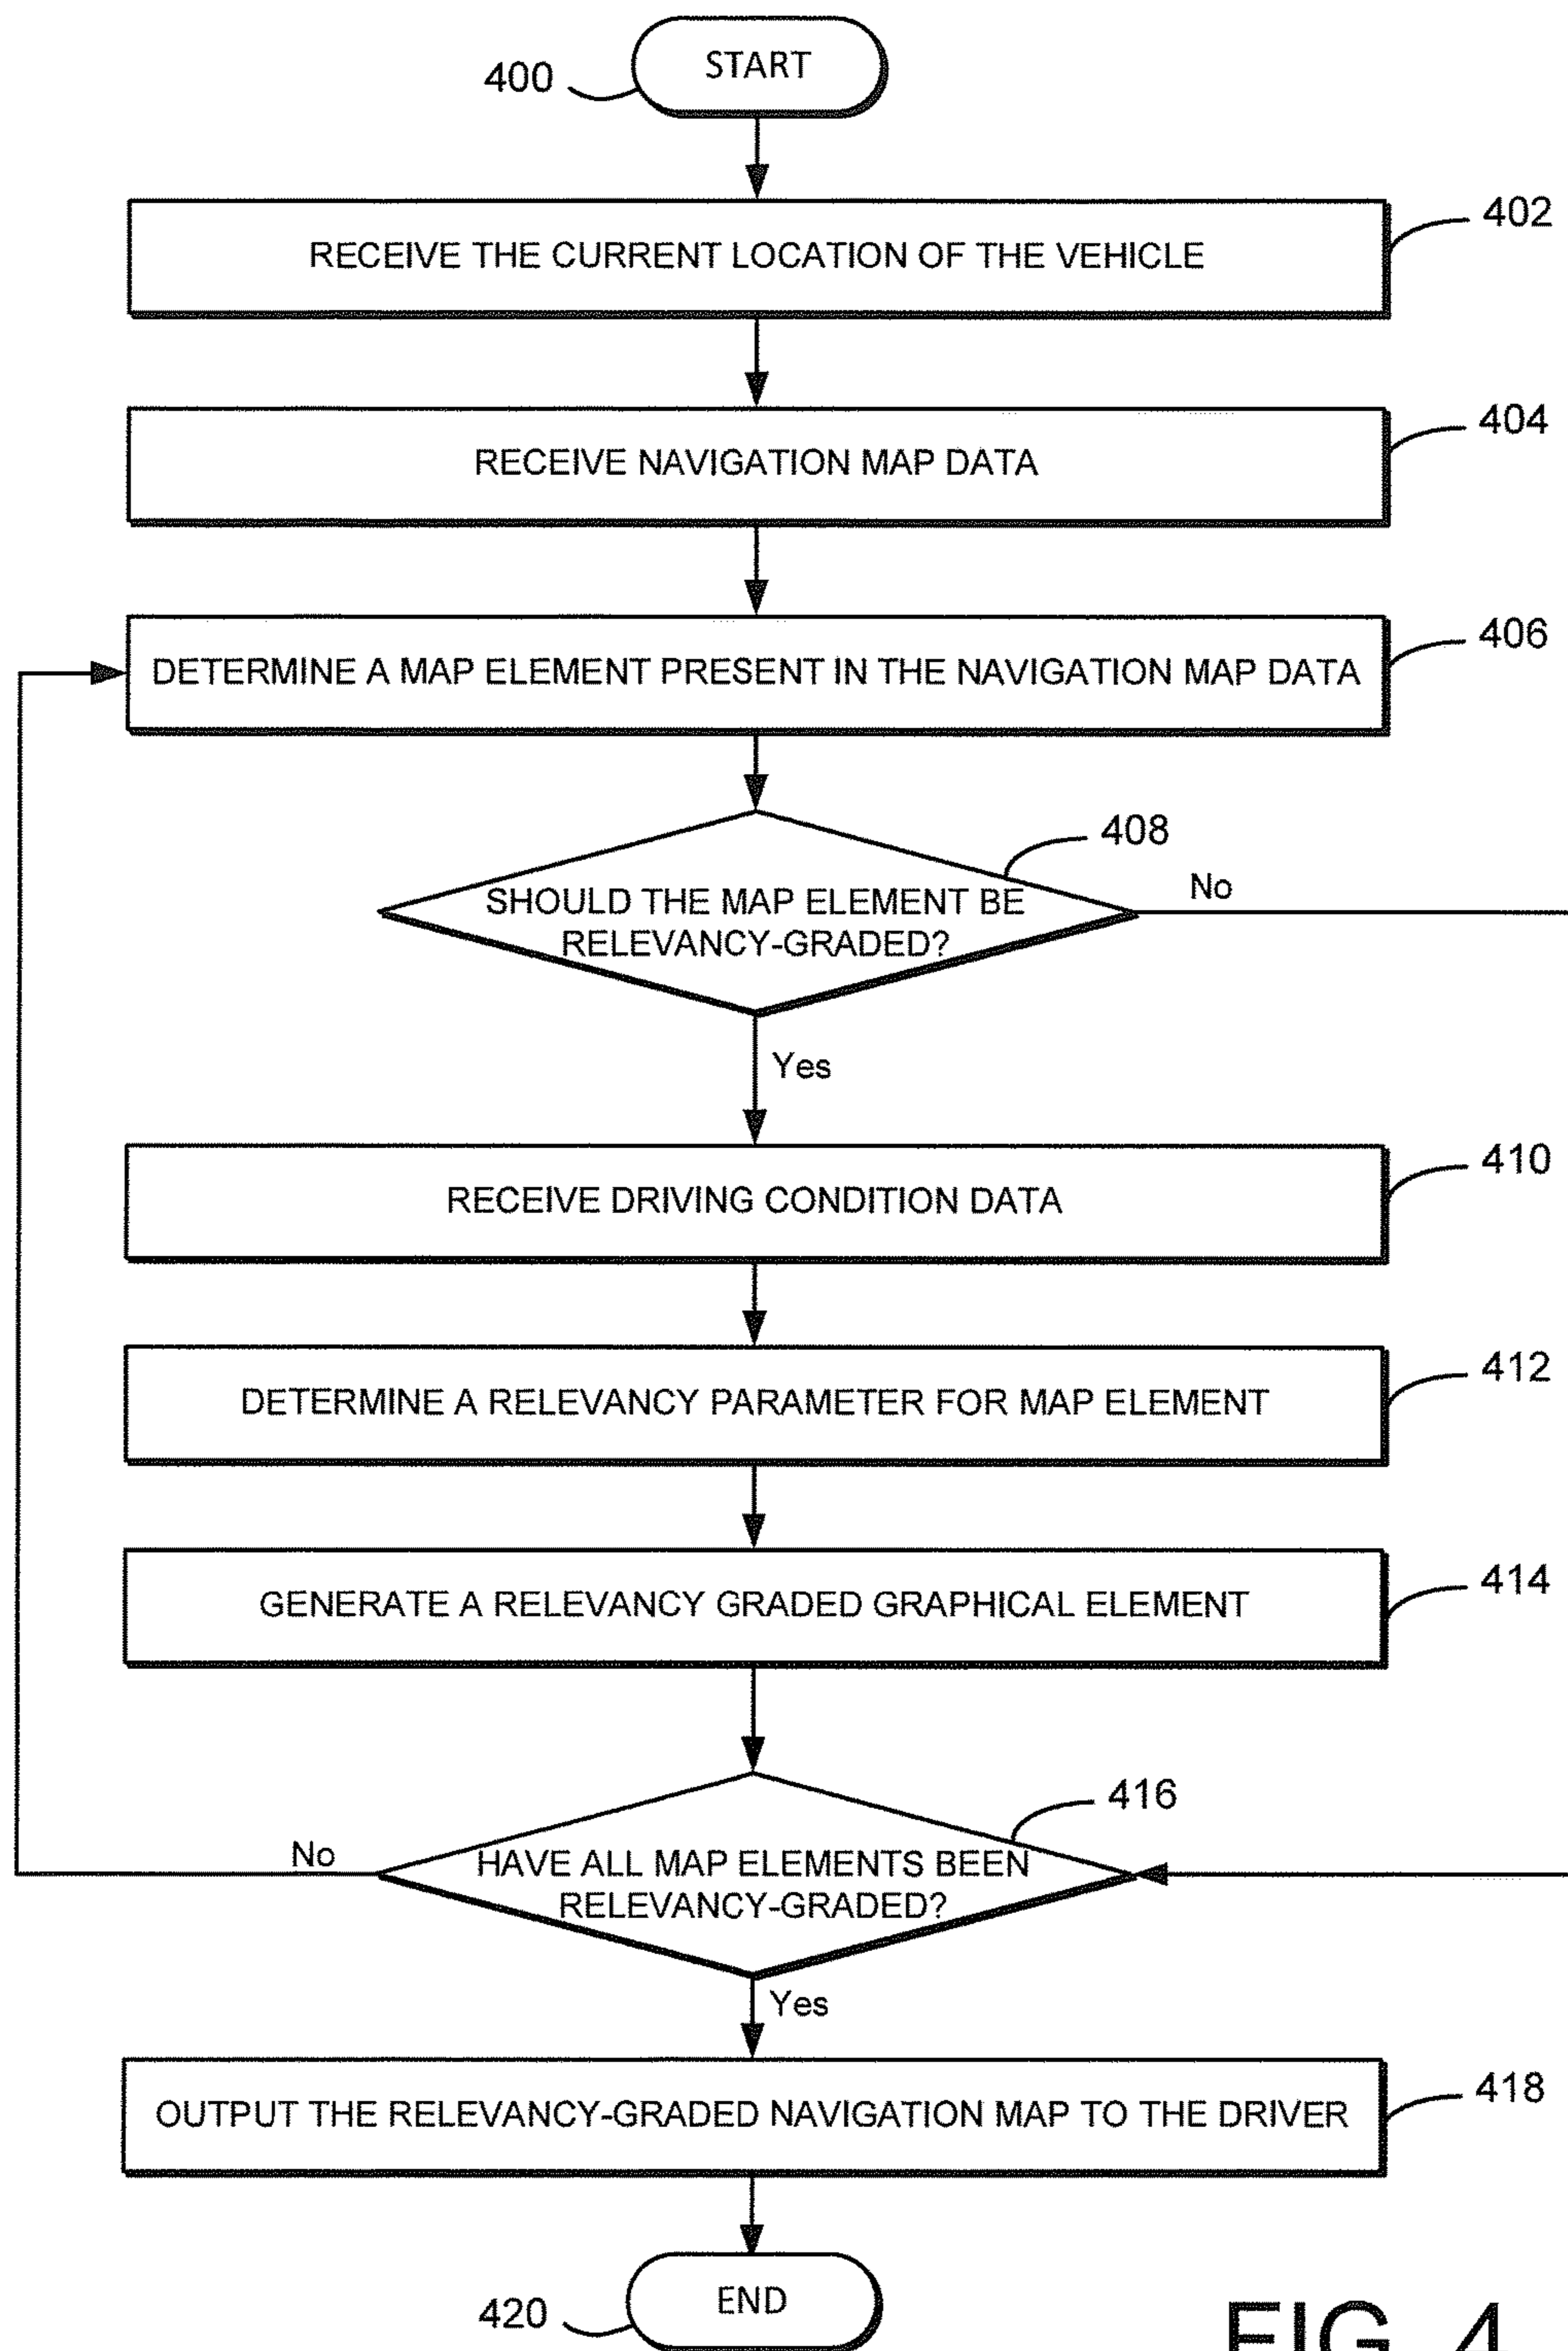 START
400
RECEIVE THE CURRENT LOCATION OF THE VEHICLE
402
RECEIVE NAVIGATION MAP DATA
404
DETERMINE A MAP ELEMENT PRESENT IN THE NAVIGATION MAP DATA
406
408
No
SHOULD THE MAP ELEMENT BE
RELEVANCY-GRADED?
Yes
RECEIVE DRIVING CONDITION DATA
410
DETERMINE A RELEVANCY PARAMETER FOR MAP ELEMENT
412
GENERATE A RELEVANCY GRADED GRAPHICAL ELEMENT
414
416
No
HAVE ALL MAP ELEMENTS BEEN
RELEVANCY-GRADED?
Yes
OUTPUT THE RELEVANCY-GRADED NAVIGATION MAP TO THE DRIVER
418
END
420
FIG. 4